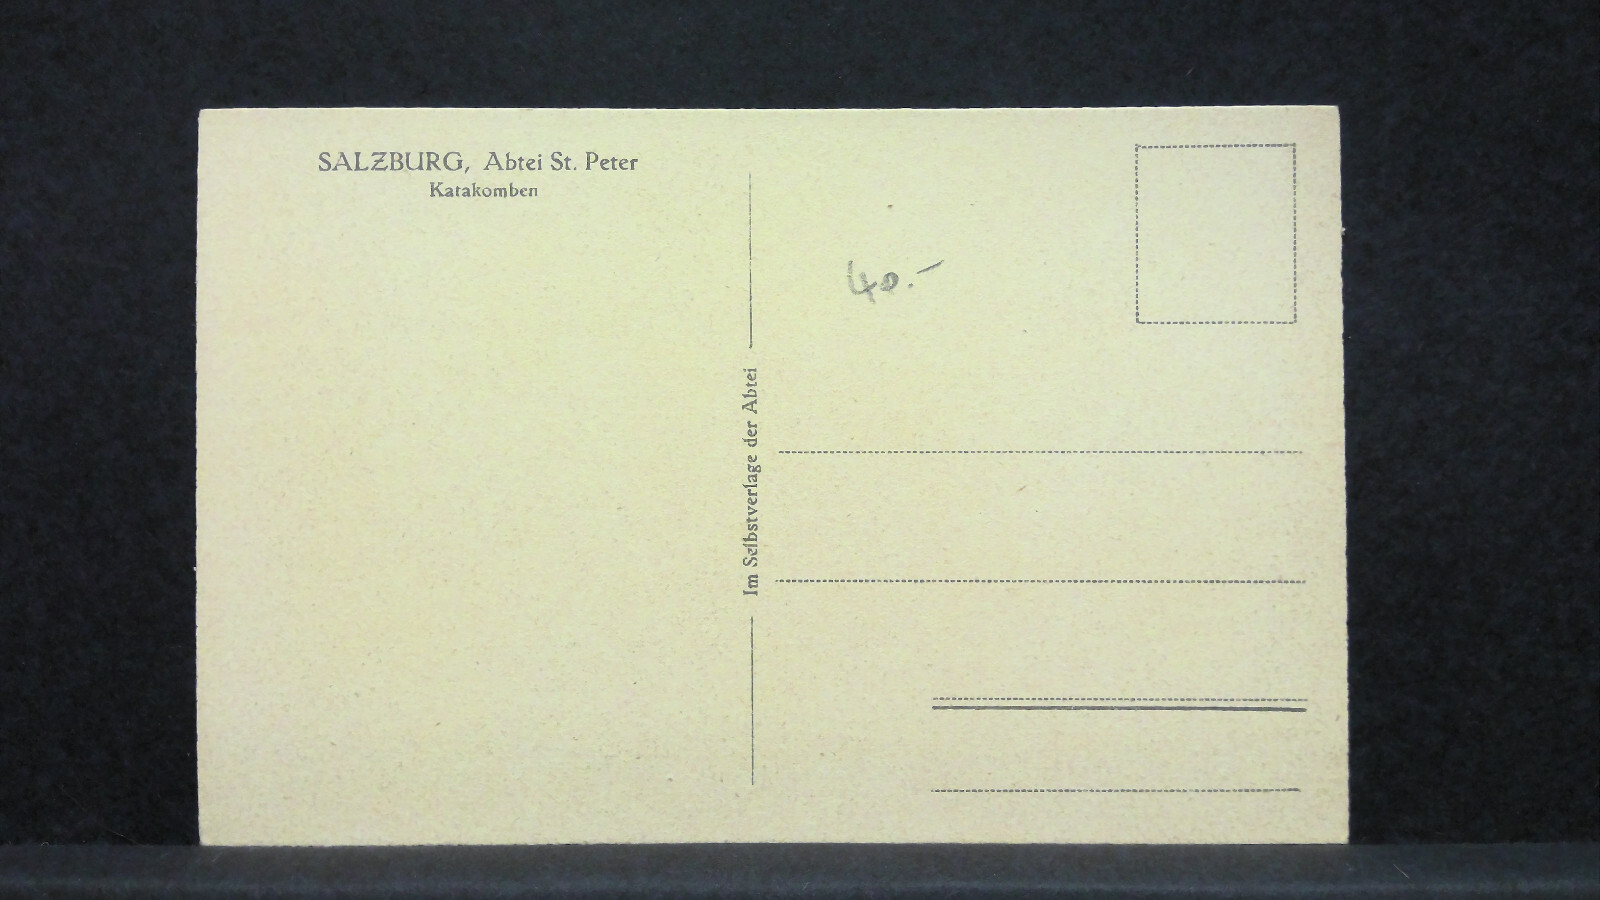 SALZBURG, Abtei St. Peter
Katakomben
Im Selbstverlage der Abtei
40.-